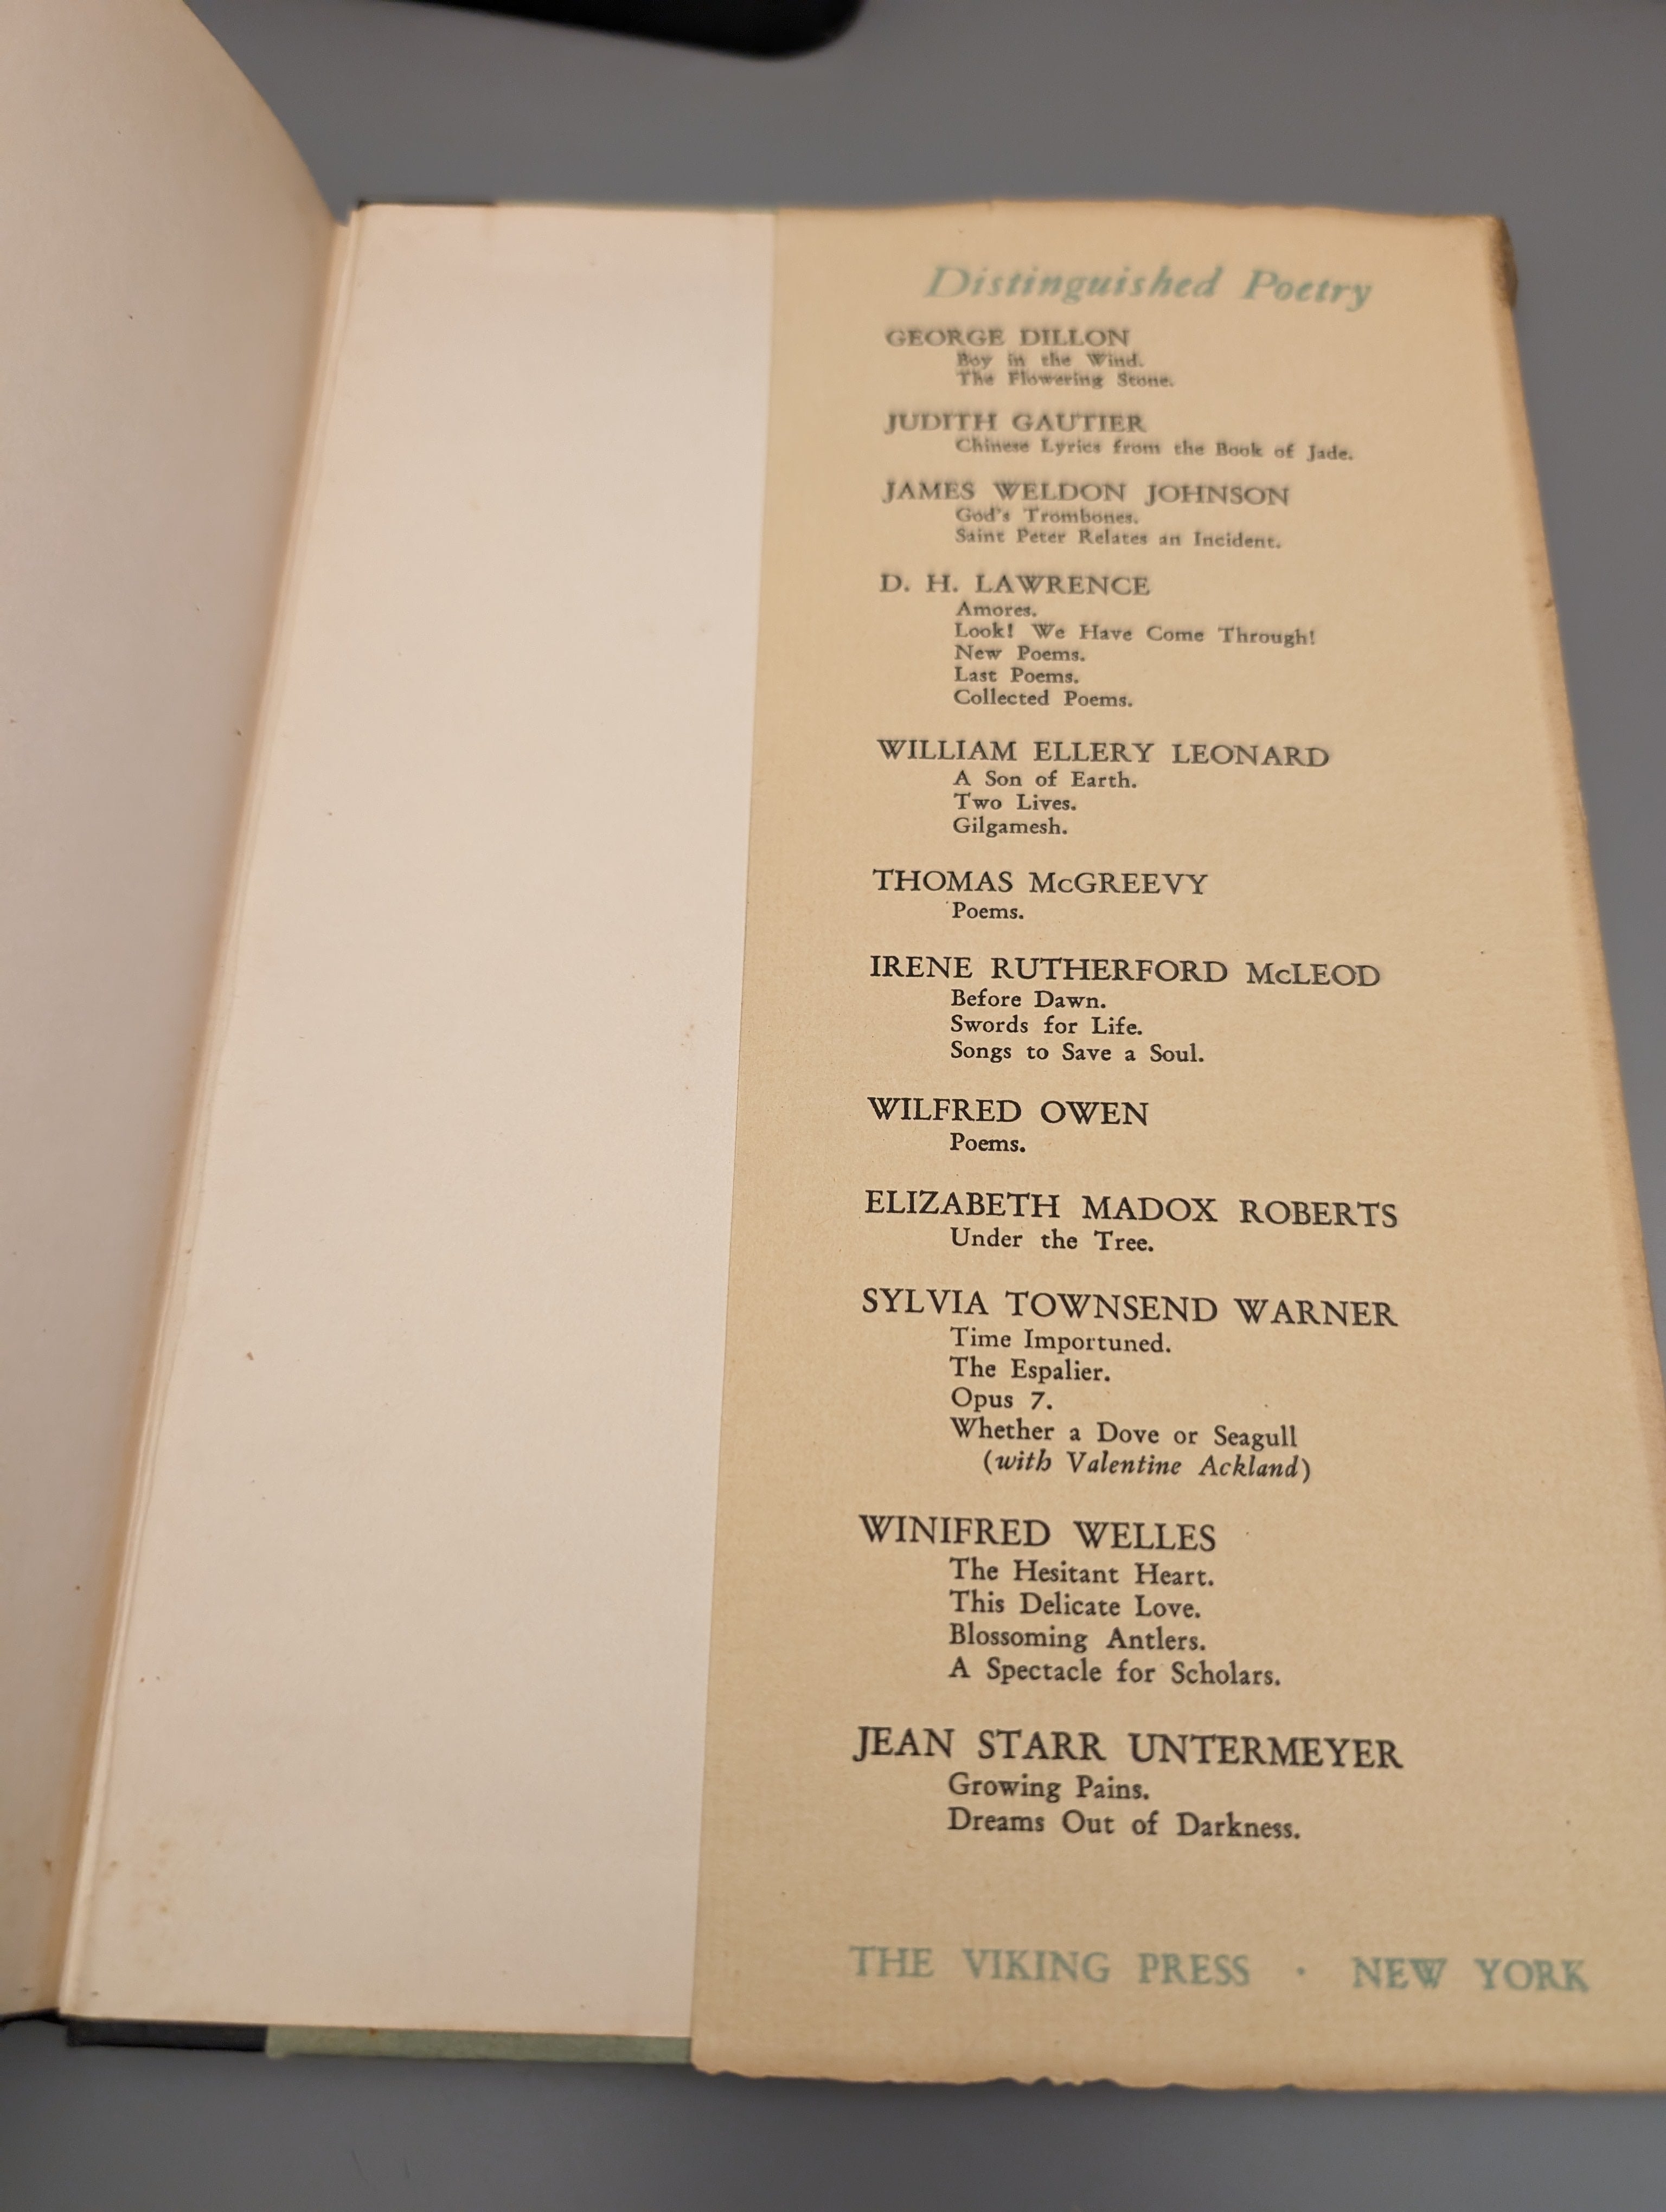 Distinguished Poetry
GEORGE DILLON
Boy in the Wind.
The Flowering Stone.
JUDITH GAUTIER
Chinese Lyrics from the Book of Jade.
JAMES WELDON JOHNSON
God's Trombones.
Saint Peter Relates an Incident.
D. H. LAWRENCE
Amores.
Look! We Have Come Through!
New Poems.
Last Poems.
Collected Poems.
WILLIAM ELLERY LEONARD
A Son of Earth.
Two Lives.
Gilgamesh.
THOMAS McGREEVY
Poems.
IRENE RUTHERFORD McLEOD
Before Dawn.
Swords for Life.
Songs to Save a Soul.
WILFRED OWEN
Poems.
ELIZABETH MADOX ROBERTS
Under the Tree.
SYLVIA TOWNSEND WARNER
Time Importuned.
The Espalier.
Opus 7.
Whether a Dove or Seagull
(with Valentine Ackland)
WINIFRED WELLES
The Hesitant Heart.
This Delicate Love.
Blossoming Antlers.
A Spectacle for Scholars.
JEAN STARR UNTERMEYER
Growing Pains.
Dreams Out of Darkness.
THE VIKING PRESS · NEW YORK